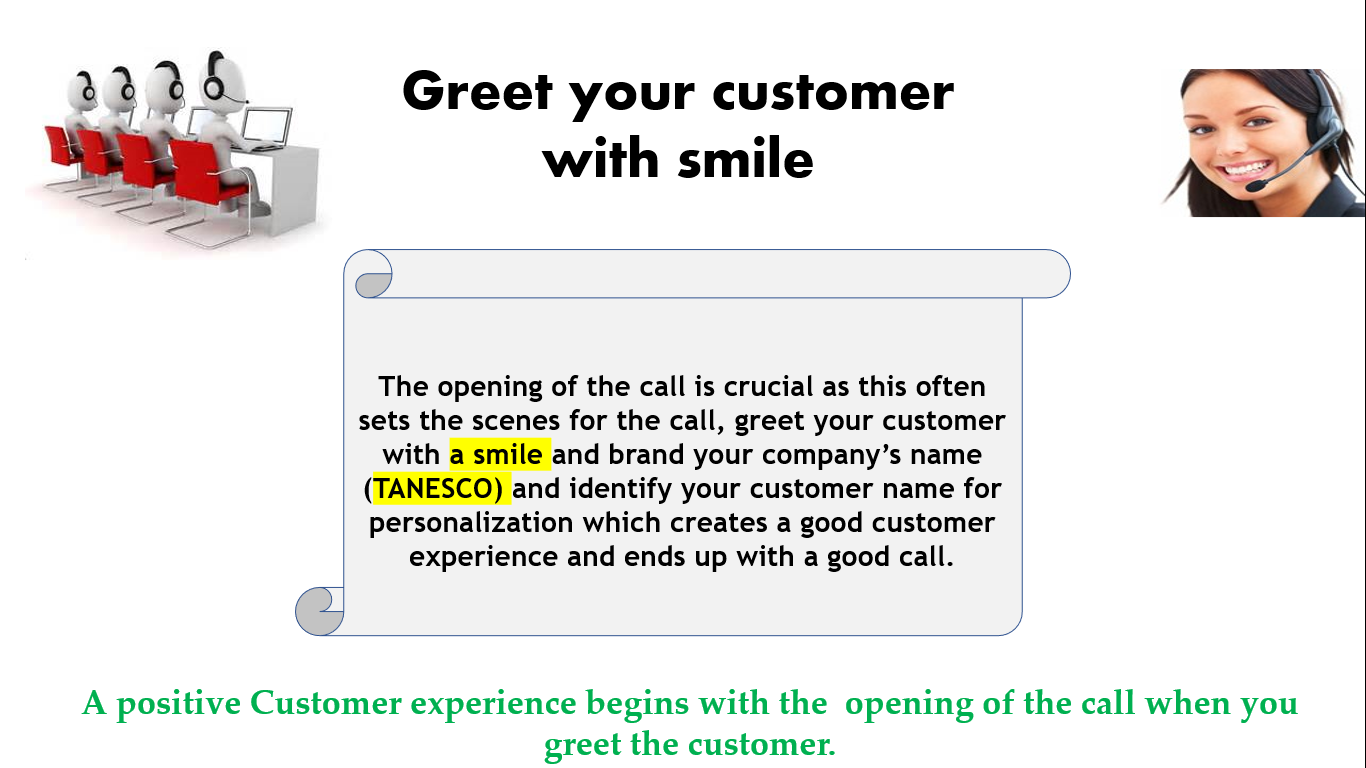 Greet your customer
with smile
The opening of the call is crucial as this often
sets the scenes for the call, greet your customer
with a smile and brand your company’s name
(TANESCO) and identify your customer name for
personalization which creates a good customer
experience and ends up with a good call.
A positive Customer experience begins with the  opening of the call when you
greet the customer.